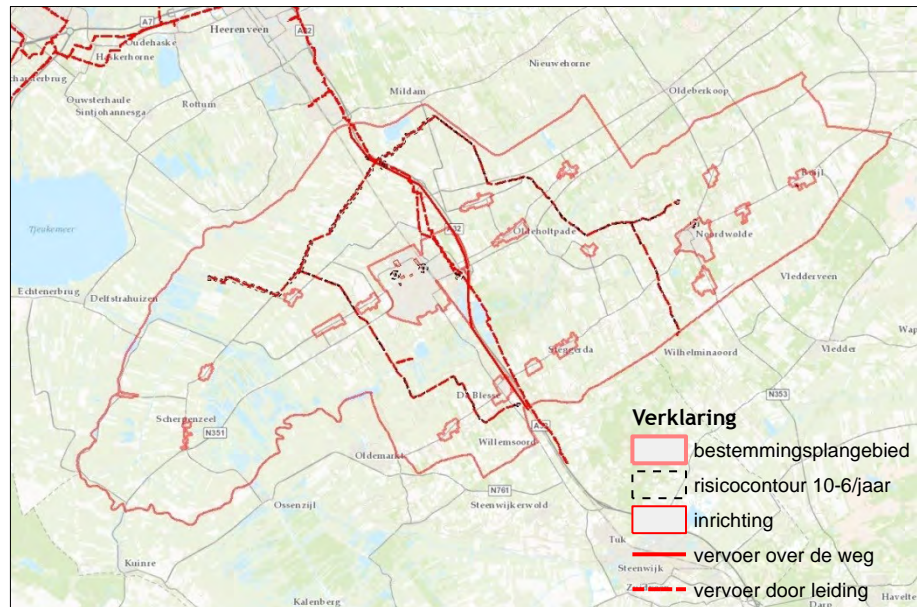 A7
Heerenveen
A32
Oudehaske
Haskerhorne
Nieuwehorne
Ouwsterhaule
Rottum
Mildam
Oldeberkoop
Sintjohannesga
Tjeukemeer
A32
Oldeholtpade
Noordwolde
Echtenerbrug
Delfstrahuizen
Vledderveen
Steggerda
Wilhelminaoord
Vledder
De Blesse
N353
Scherpenzeel
N351
Willemsoord
Oldemarkt
N761
Steenwijkerwold
Ossenzijl
Kuinre
Tuk
Steenwijk
Kalenberg
Havelte
Darp
Verklaring
bestemmingsplangebied
risicocontour 10-6/jaar
inrichting
vervoer over de weg
vervoer door leiding